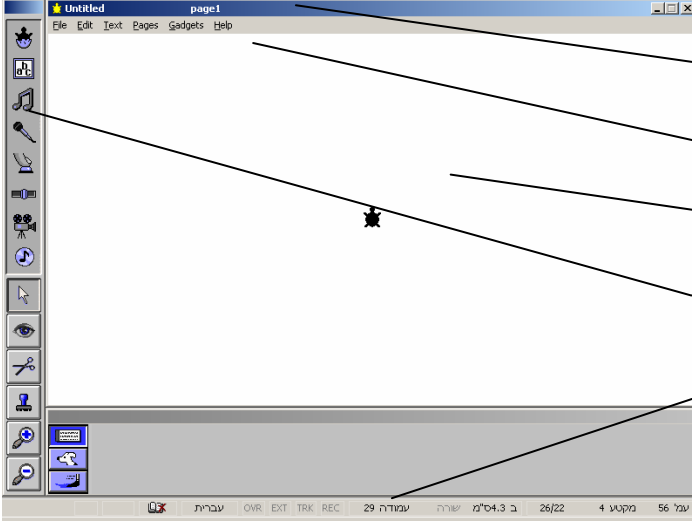 Untitled page1
File Edit Text Pages Gadgets Help
abc
עמ' 56 מקטע 4 26/22 ב 4.3ס"מ שורה עמודה 29 REC TRK EXT OVR עברית